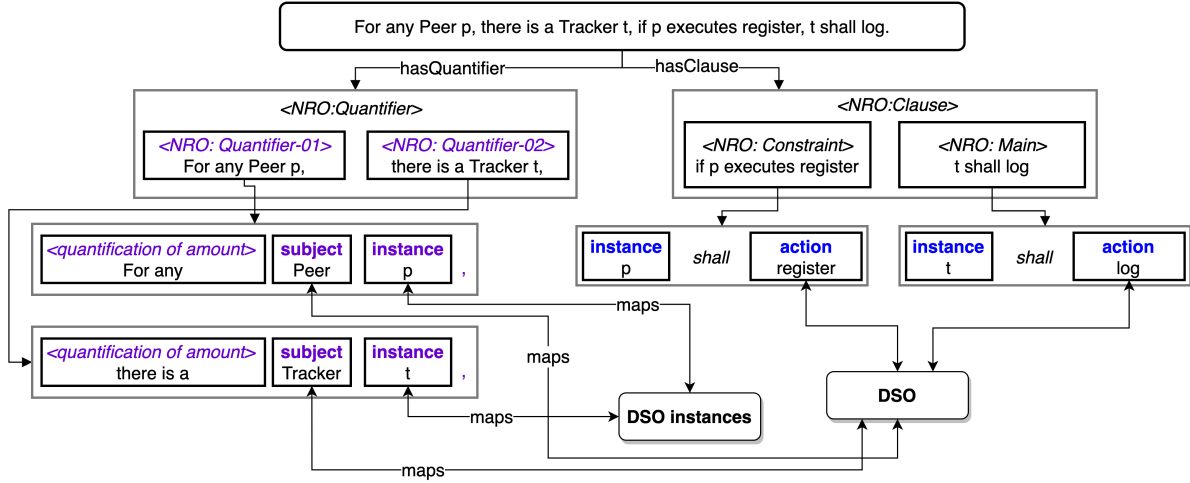 For any Peer p, there is a Tracker t, if p executes register, t shall log.
hasQuantifier
hasClause
<NRO:Quantifier>
<NRO: Quantifier-01>
For any Peer p,
<NRO: Quantifier-02>
there is a Tracker t,
<NRO:Clause>
<NRO: Constraint>
if p executes register
<NRO: Main>
t shall log
<quantification of amount>
For any
subject
Peer
instance
p
,
instance
p
shall
action
register
instance
t
shall
action
log
maps
<quantification of amount>
there is a
subject
Tracker
instance
t
,
maps
maps
DSO instances
DSO
maps